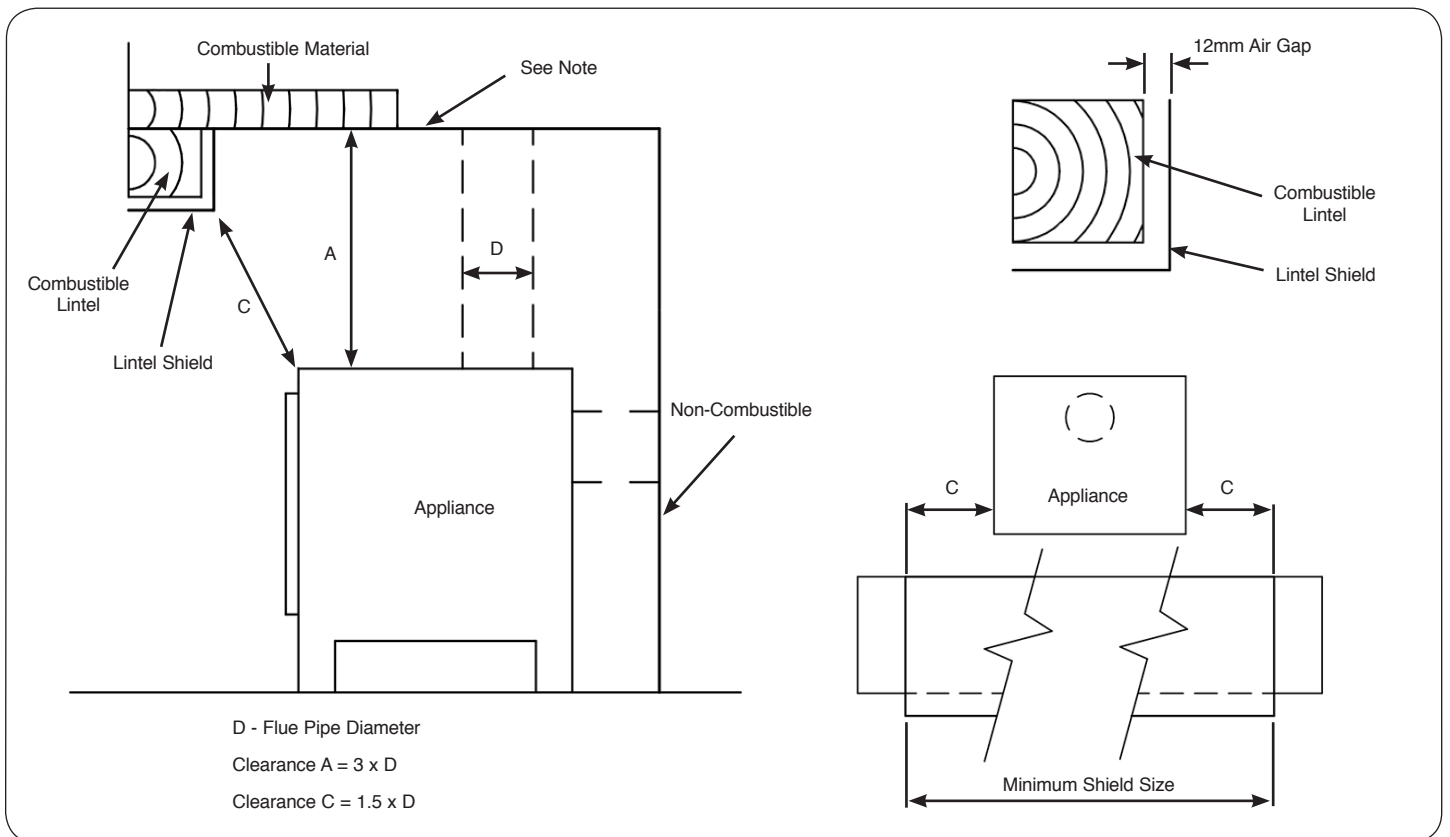 Combustible Material
See Note
A
D
Combustible
Lintel
C
Lintel Shield
Non-Combustible
Appliance
D - Flue Pipe Diameter
Clearance A = 3 x D
Clearance C = 1.5 x D
12mm Air Gap
Combustible
Lintel
Lintel Shield
C
Appliance
C
Minimum Shield Size